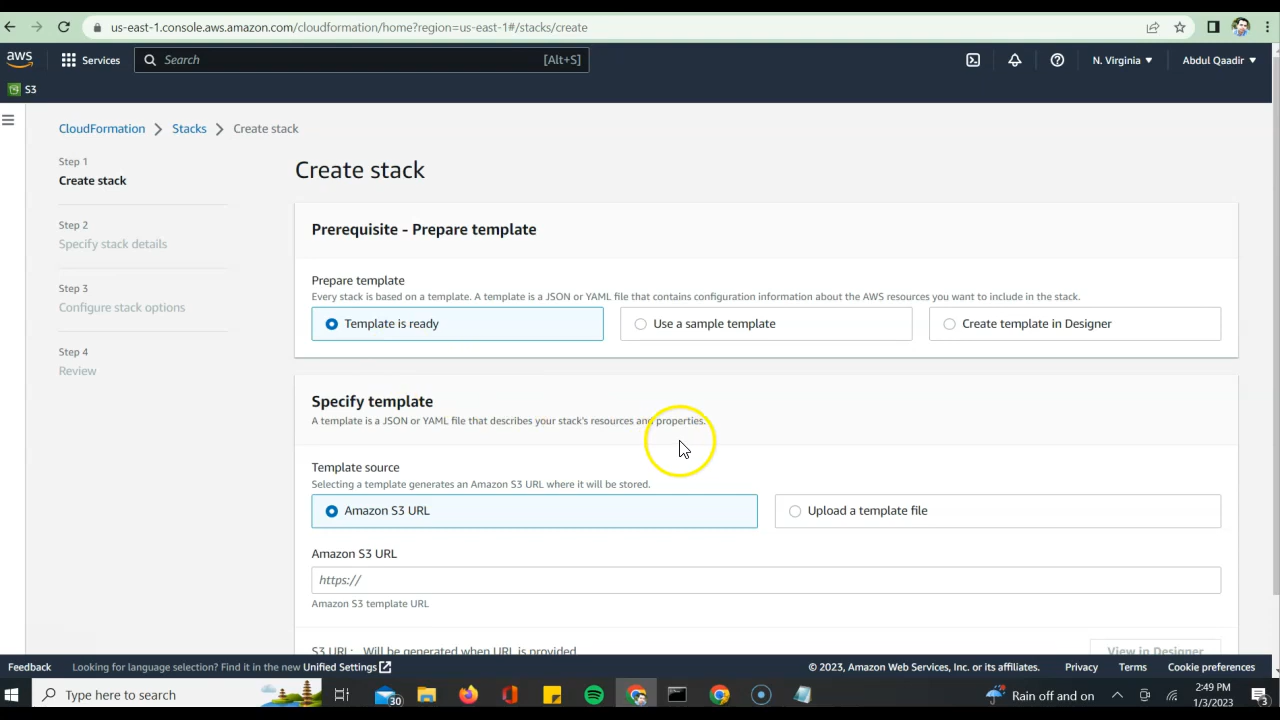 us-east-1.console.aws.amazon.com/cloudformation/home?region=us-east-1#/stacks/create
aws Services Search [Alt+S] N. Virginia Abdul Qaadir
S3
CloudFormation Stacks Create stack
Step 1
Create stack
Step 2
Specify stack details
Step 3
Configure stack options
Step 4
Review
Create stack
Prerequisite - Prepare template
Prepare template
Every stack is based on a template. A template is a JSON or YAML file that contains configuration information about the AWS resources you want to include in the stack.
Template is ready Use a sample template Create template in Designer
Specify template
A template is a JSON or YAML file that describes your stack's resources and properties.
Template source
Selecting a template generates an Amazon S3 URL where it will be stored.
Amazon S3 URL Upload a template file
Amazon S3 URL
https://
Amazon S3 template URL
S3 URL: Will be generated when URL is provided View in Designer
Feedback Looking for language selection? Find it in the new Unified Settings © 2023, Amazon Web Services, Inc. or its affiliates. Privacy Terms Cookie preferences
Type here to search 30 Rain off and on 2:49 PM
1/3/2023 3